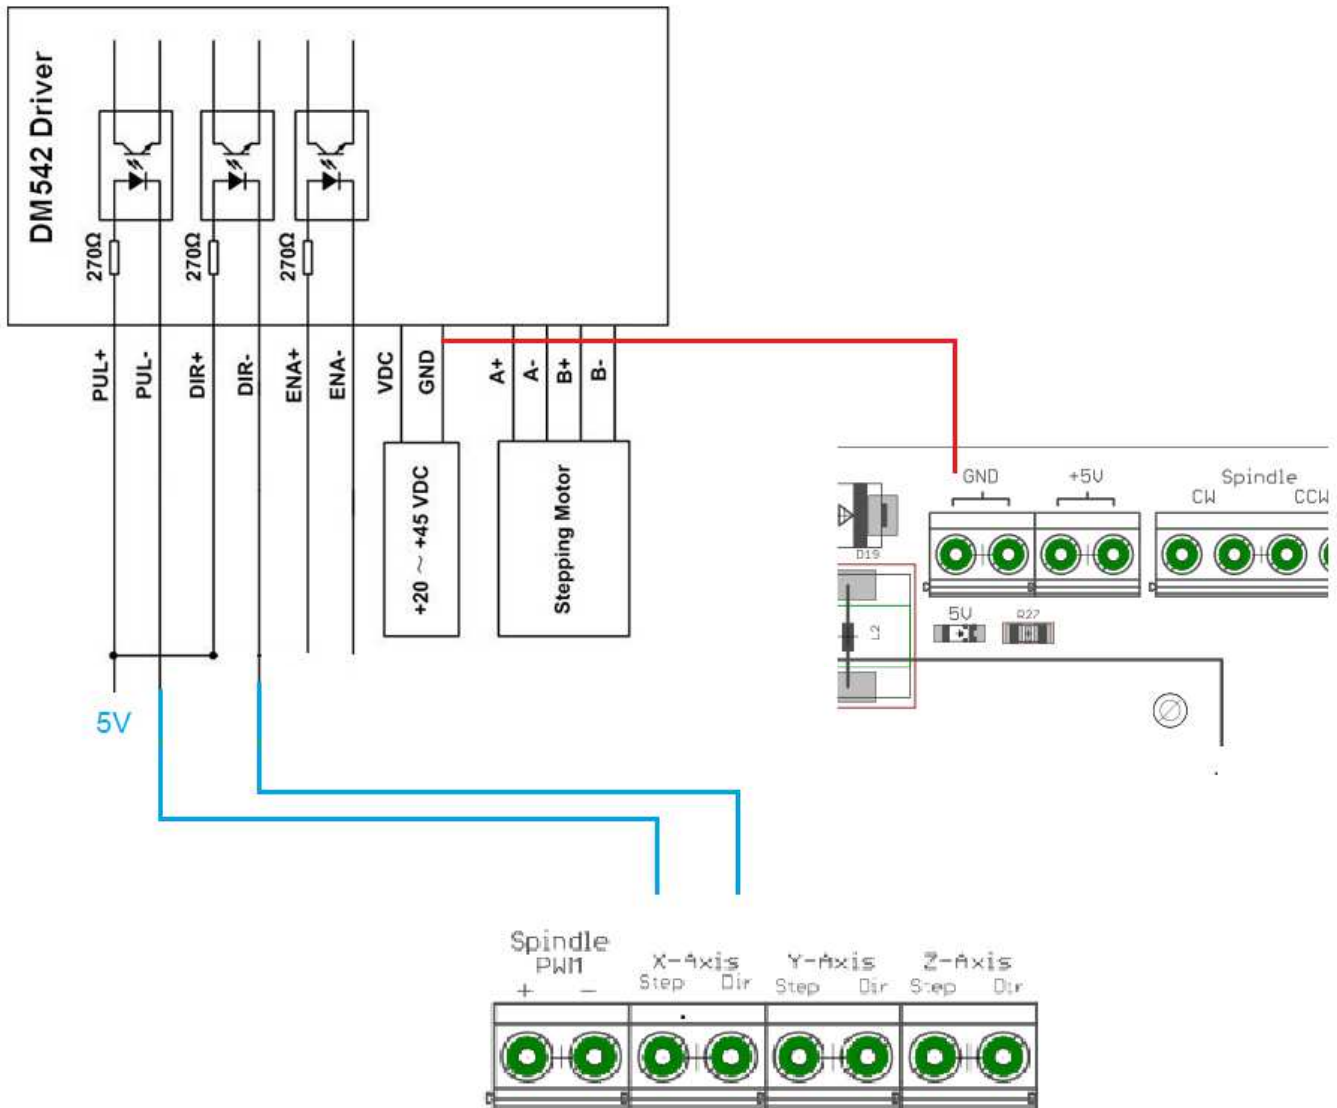 DM542 Driver
270Ω
270Ω
270Ω
PUL+
PUL-
DIR+
DIR-
ENA+
ENA-
VDC
GND
A+
A-
B+
B-
+20 ~ +45 VDC
Stepping Motor
5V
GND
+5V
Spindle
CW
CCW
D19
5V
R27
L2
Spindle
PWM
+
-
X-Axis
Step
Dir
Y-Axis
Step
Dir
Z-Axis
Step
Dir